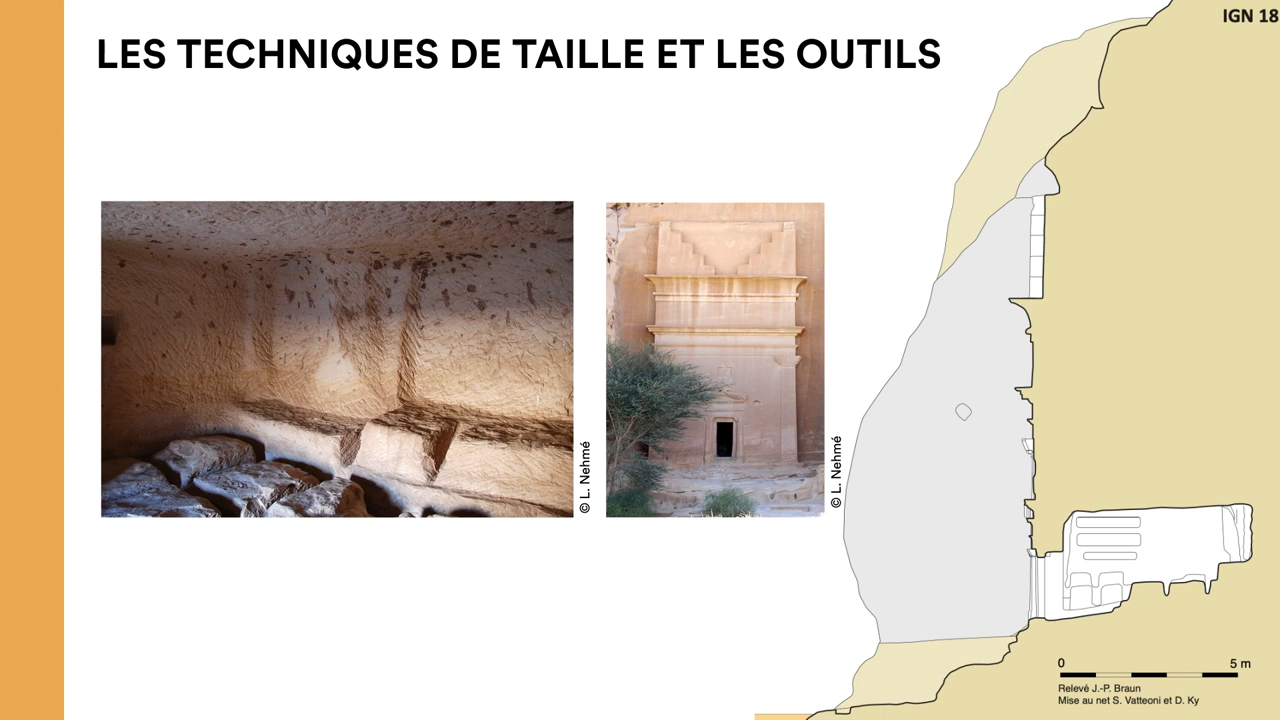 IGN 18
LES TECHNIQUES DE TAILLE ET LES OUTILS
© L. Nehmé
© L. Nehmé
0 5 m
Relevé J.-P. Braun
Mise au net S. Vatteoni et D. Ky